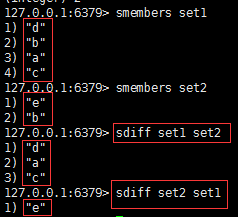 127.0.0.1:6379> smembers set1
1) "d"
2) "b"
3) "a"
4) "c"
127.0.0.1:6379> smembers set2
1) "e"
2) "b"
127.0.0.1:6379> sdiff set1 set2
1) "d"
2) "a"
3) "c"
127.0.0.1:6379> sdiff set2 set1
1) "e"